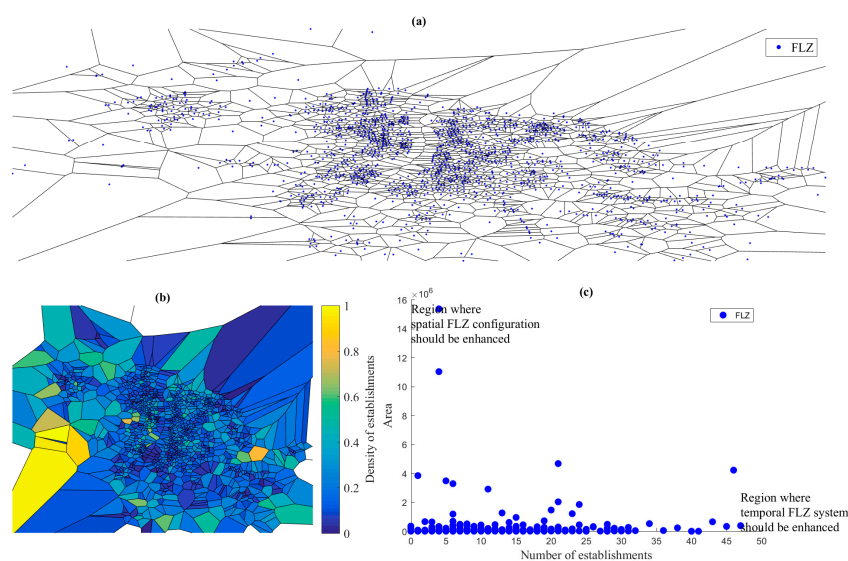 (a)
FLZ
(b)
1
0.8
0.6
0.4
0.2
0
Density of establishments
(c)
×10⁶
16
14
12
10
8
6
4
2
0
Area
Region where
spatial FLZ configuration
should be enhanced
FLZ
Region where
temporal FLZ system
should be enhanced
0 5 10 15 20 25 30 35 40 45 50
Number of establishments